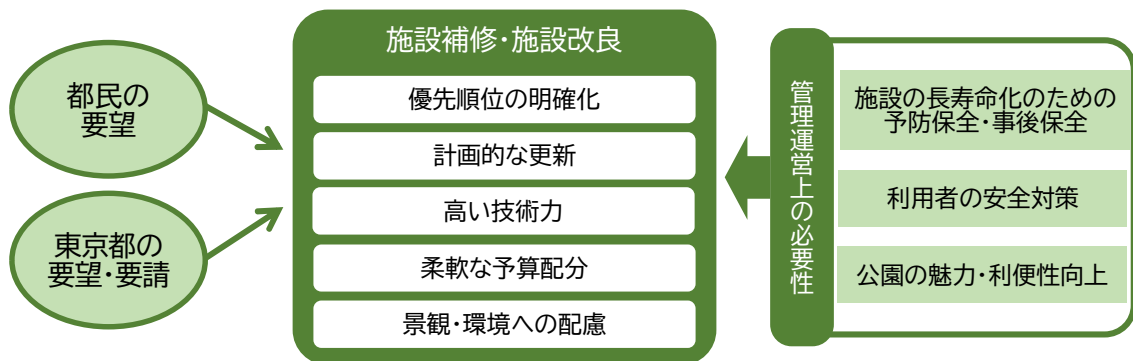 都民の
要望
東京都の
要望・要請
施設補修・施設改良
優先順位の明確化
計画的な更新
高い技術力
柔軟な予算配分
景観・環境への配慮
管理運営上の必要性
施設の長寿命化のための
予防保全・事後保全
利用者の安全対策
公園の魅力・利便性向上